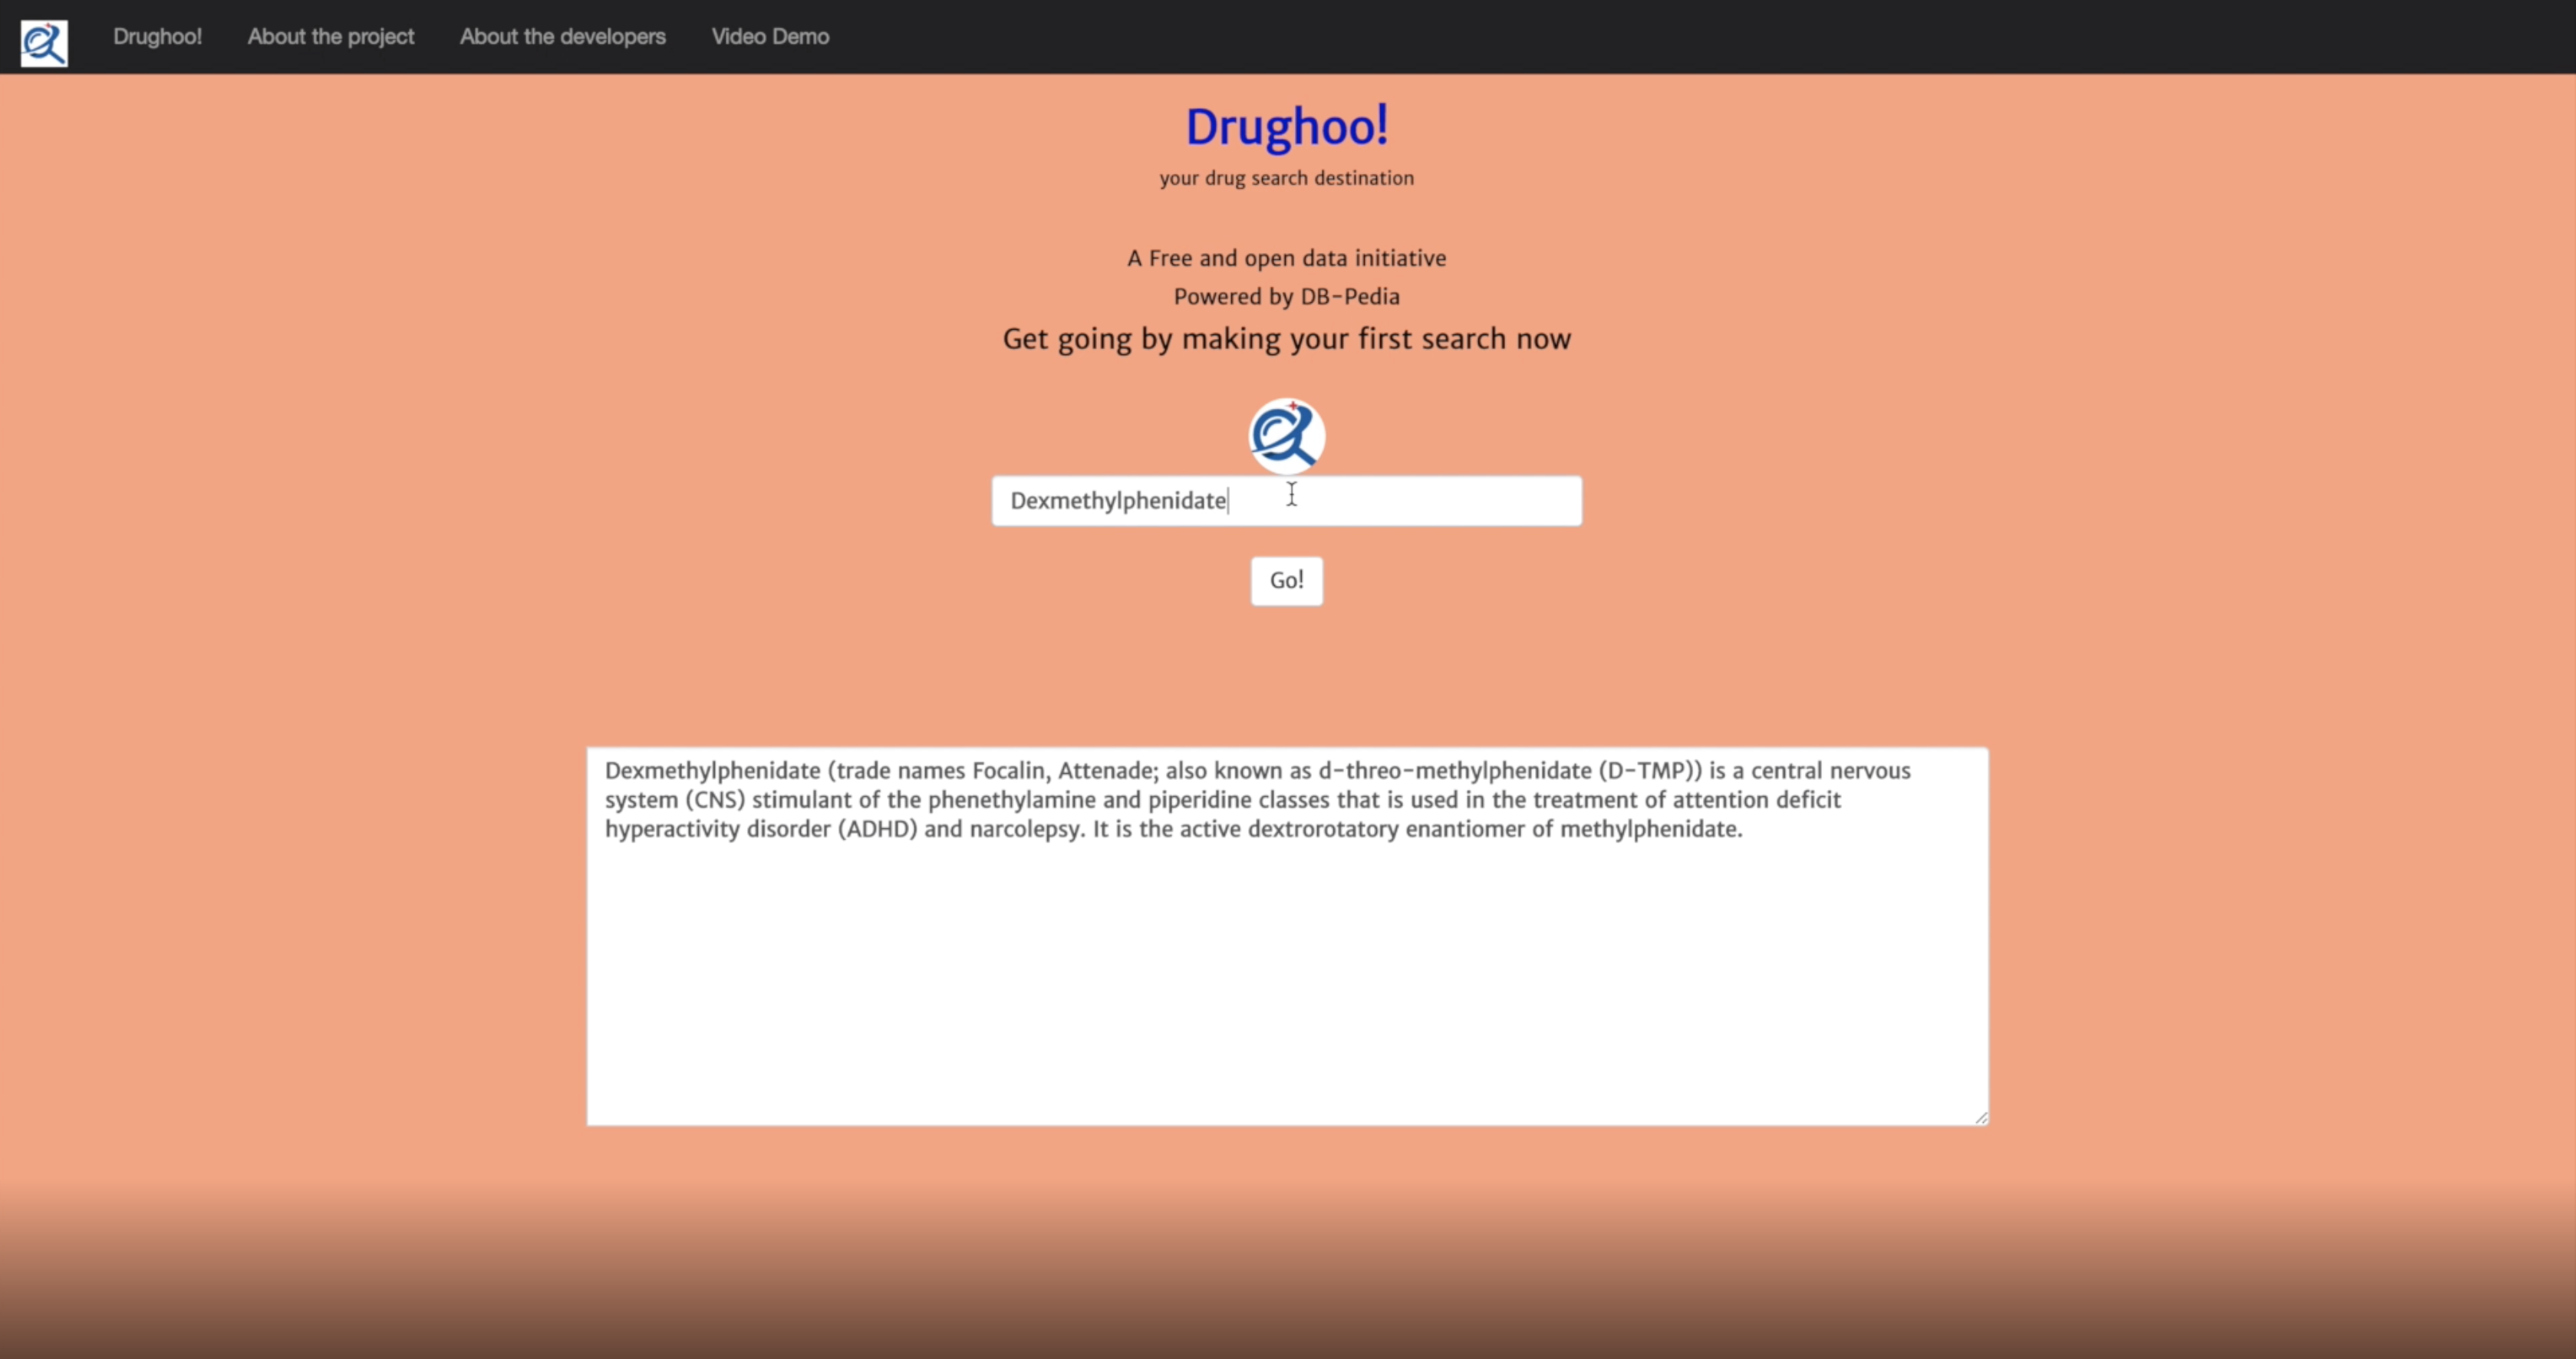 Drughoo! About the project About the developers Video Demo
Drughoo!
your drug search destination
A Free and open data initiative
Powered by DB-Pedia
Get going by making your first search now
Dexmethylphenidate
Go!
Dexmethylphenidate (trade names Focalin, Attenade; also known as d-threo-methylphenidate (D-TMP)) is a central nervous
system (CNS) stimulant of the phenethylamine and piperidine classes that is used in the treatment of attention deficit
hyperactivity disorder (ADHD) and narcolepsy. It is the active dextrorotatory enantiomer of methylphenidate.